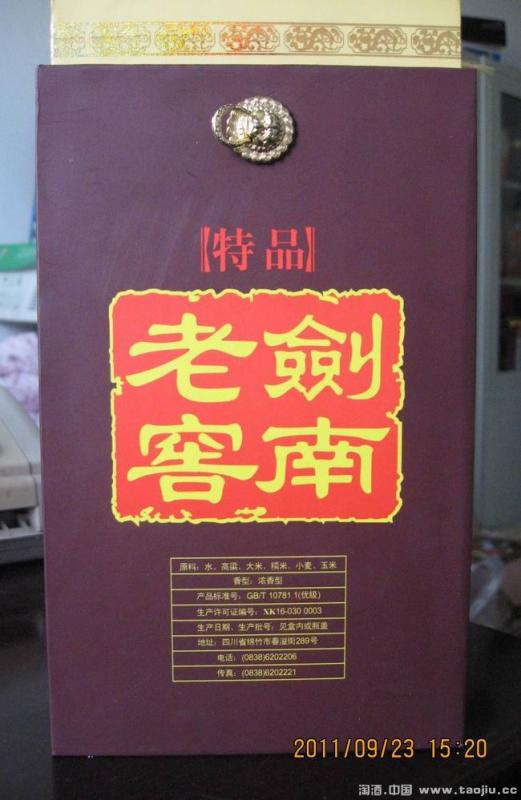 【特品】
劍南
老窖
原料：水、高粱、大米、糯米、小麦、玉米
香型：浓香型
产品标准号：GB/T 10781 1(优级)
生产许可证编号：XK16-030 0003
生产日期、生产批号：见盒内或瓶盖
地址：四川省绵竹市春溢街289号
电话：(0838)6202206
传真：(0838)6202221
2011/09/23 15:20
淘酒.中国 www.taojiu.cc